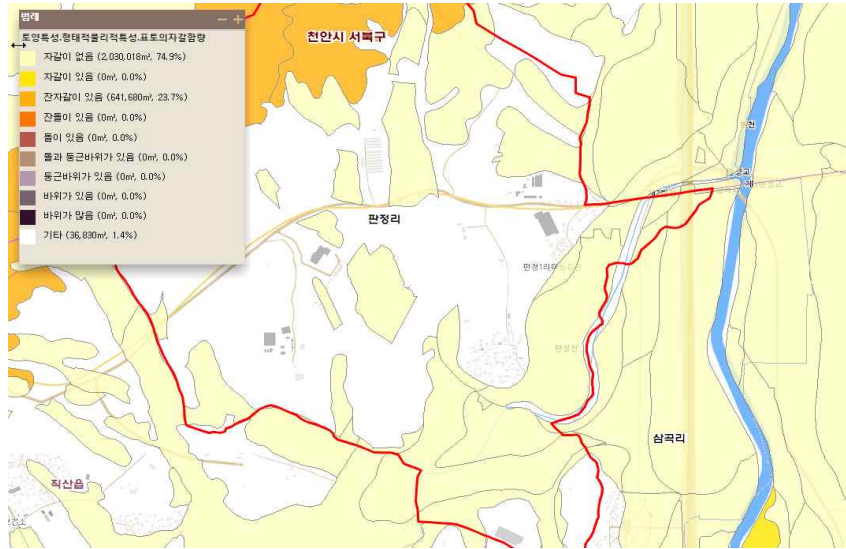 범례
토양특성.형태적물리적특성.표토의자갈함량
자갈이 없음 (2,030,018㎡, 74.9%)
자갈이 있음 (0㎡, 0.0%)
잔자갈이 있음 (641,680㎡, 23.7%)
잔돌이 있음 (0㎡, 0.0%)
돌이 있음 (0㎡, 0.0%)
돌과 둥근바위가 있음 (0㎡, 0.0%)
둥근바위가 있음 (0㎡, 0.0%)
바위가 있음 (0㎡, 0.0%)
바위가 많음 (0㎡, 0.0%)
기타 (36,830㎡, 1.4%)
천안시 서북구
판정리
판정1리
판정천
삼곡리
직산읍